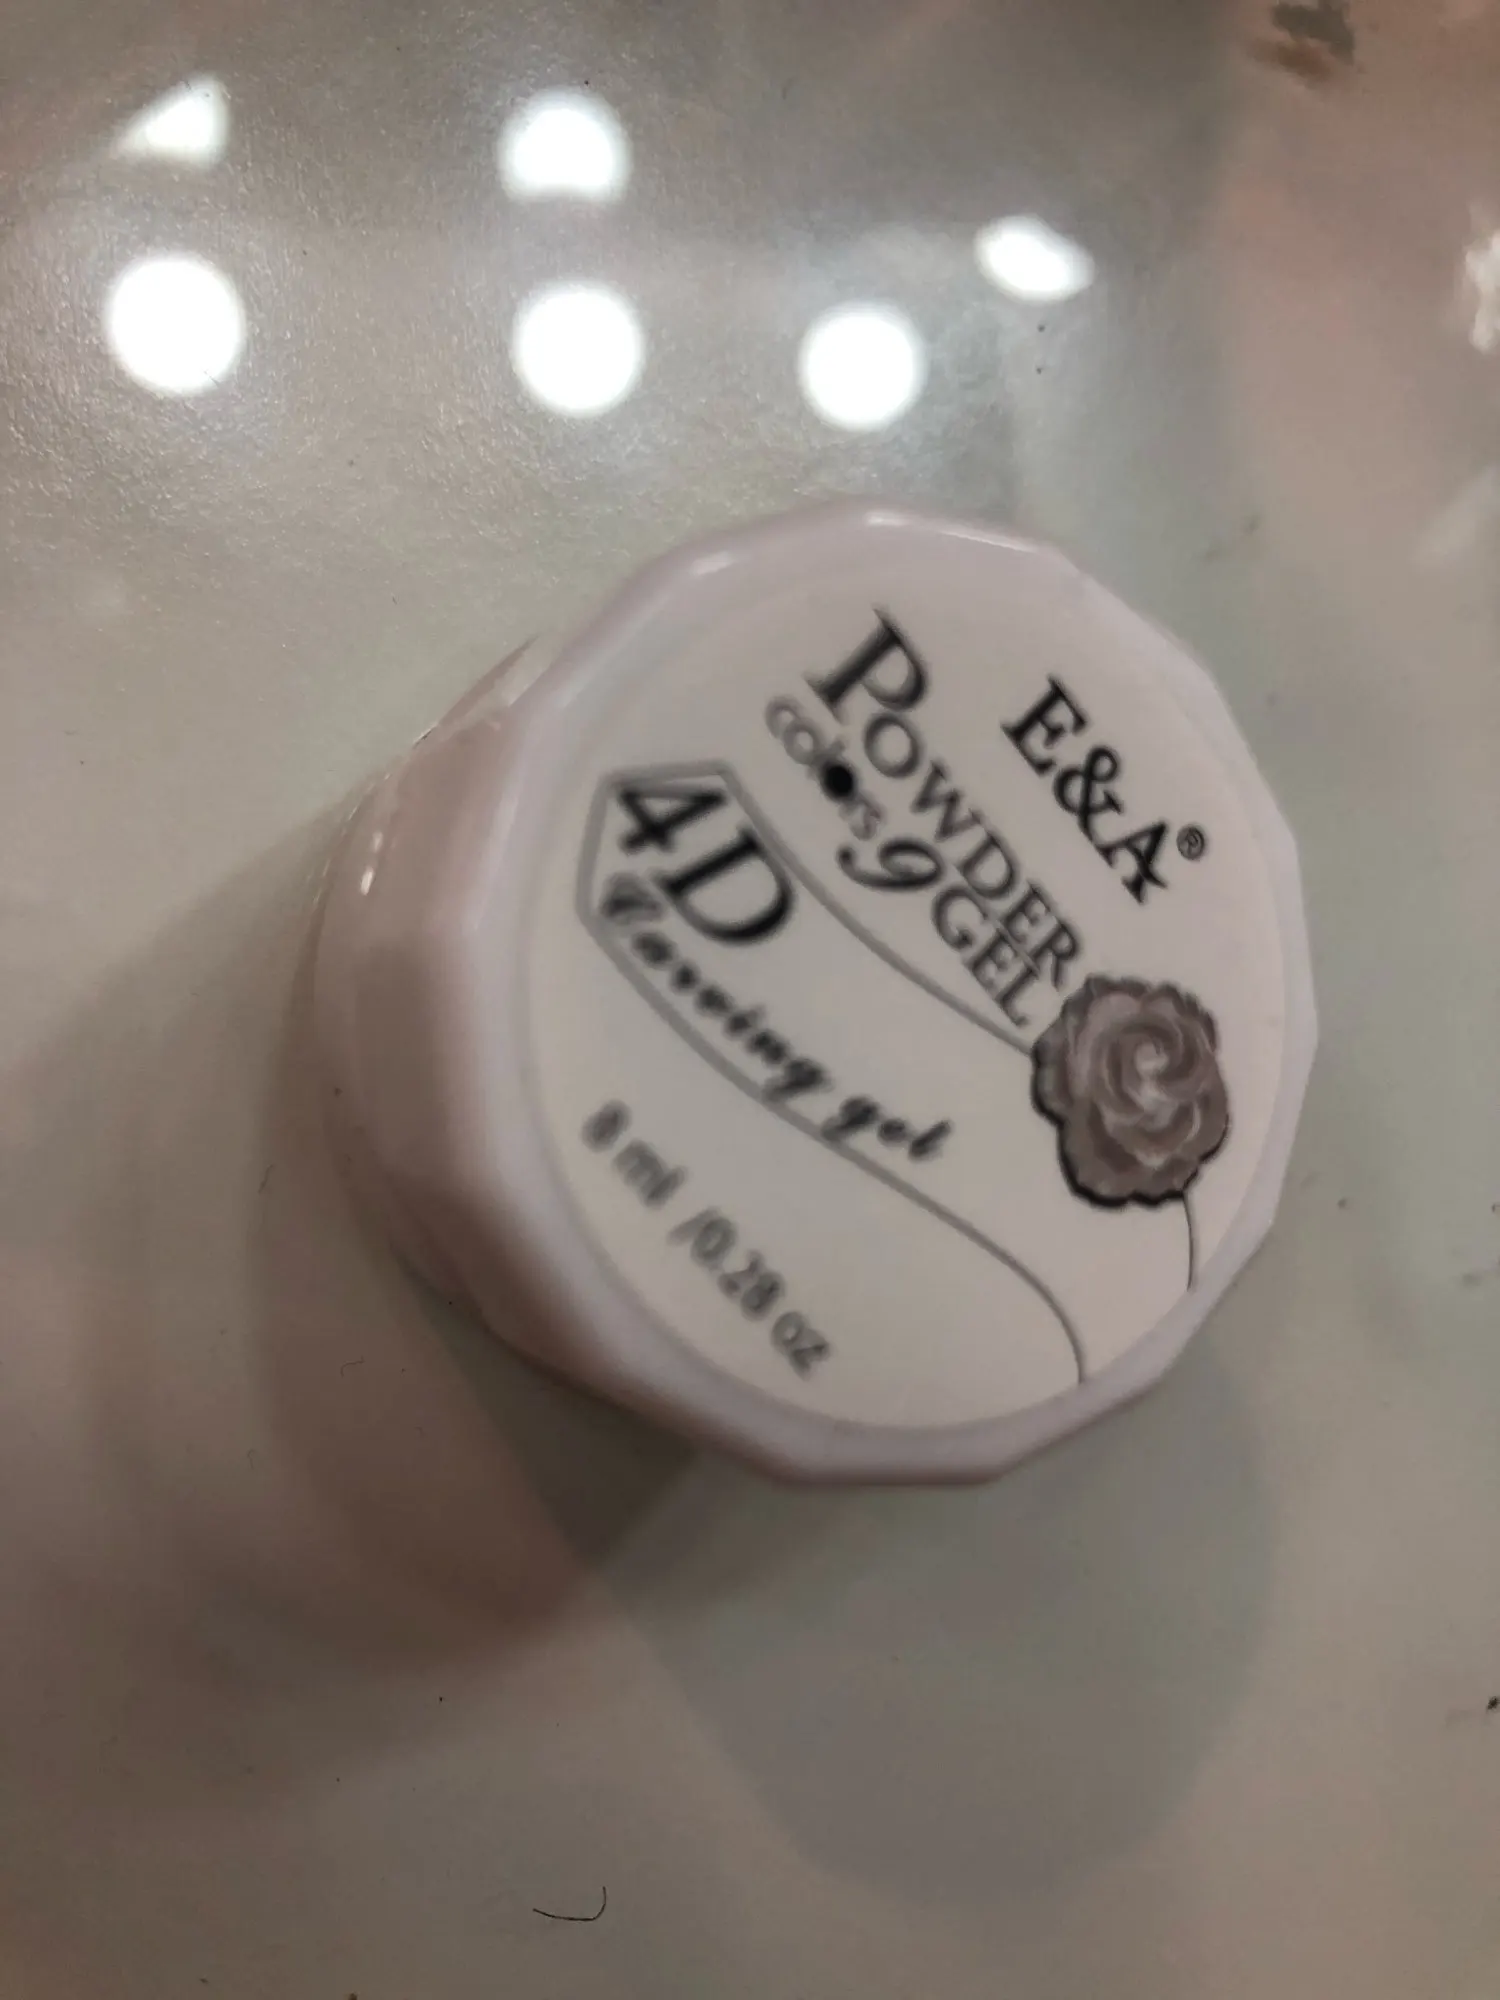 E&A®
POWDER
colors 9 GEL
4D
Carving gel
8 ml /0.28 oz